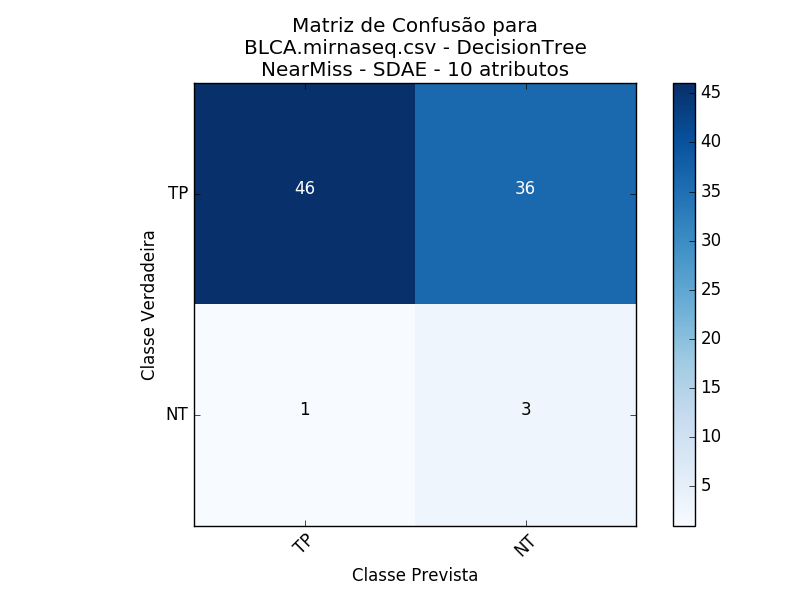 Matriz de Confusão para
BLCA.mirnaseq.csv - DecisionTree
NearMiss - SDAE - 10 atributos
TP
46
36
NT
1
3
TP
NT
Classe Verdadeira
Classe Prevista
45
40
35
30
25
20
15
10
5